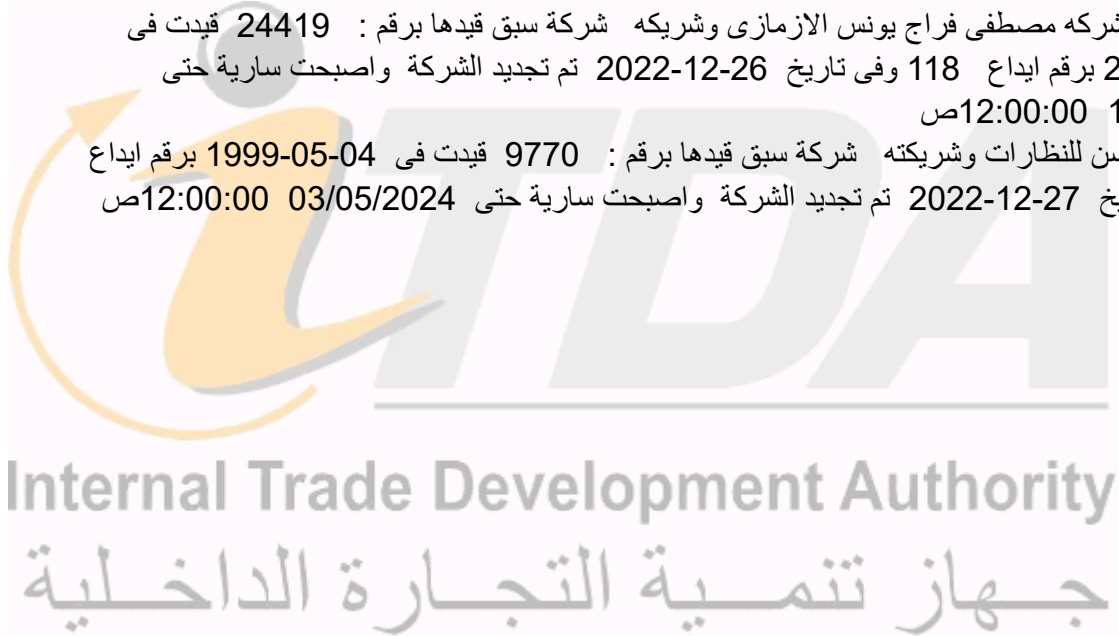 شركه مصطفى فراج يونس الازمازى وشريكه شركة سبق قيدها برقم : 24419 قيدت فى
2 برقم ايداع 118 وفى تاريخ 26-12-2022 تم تجديد الشركة واصبحت سارية حتى
1 12:00:00ص
سن للنظارات وشريكته شركة سبق قيدها برقم : 9770 قيدت فى 04-05-1999 برقم ايداع
يخ 27-12-2022 تم تجديد الشركة واصبحت سارية حتى 03/05/2024 12:00:00ص
iTDA
Internal Trade Development Authority
جهاز تنمية التجارة الداخلية